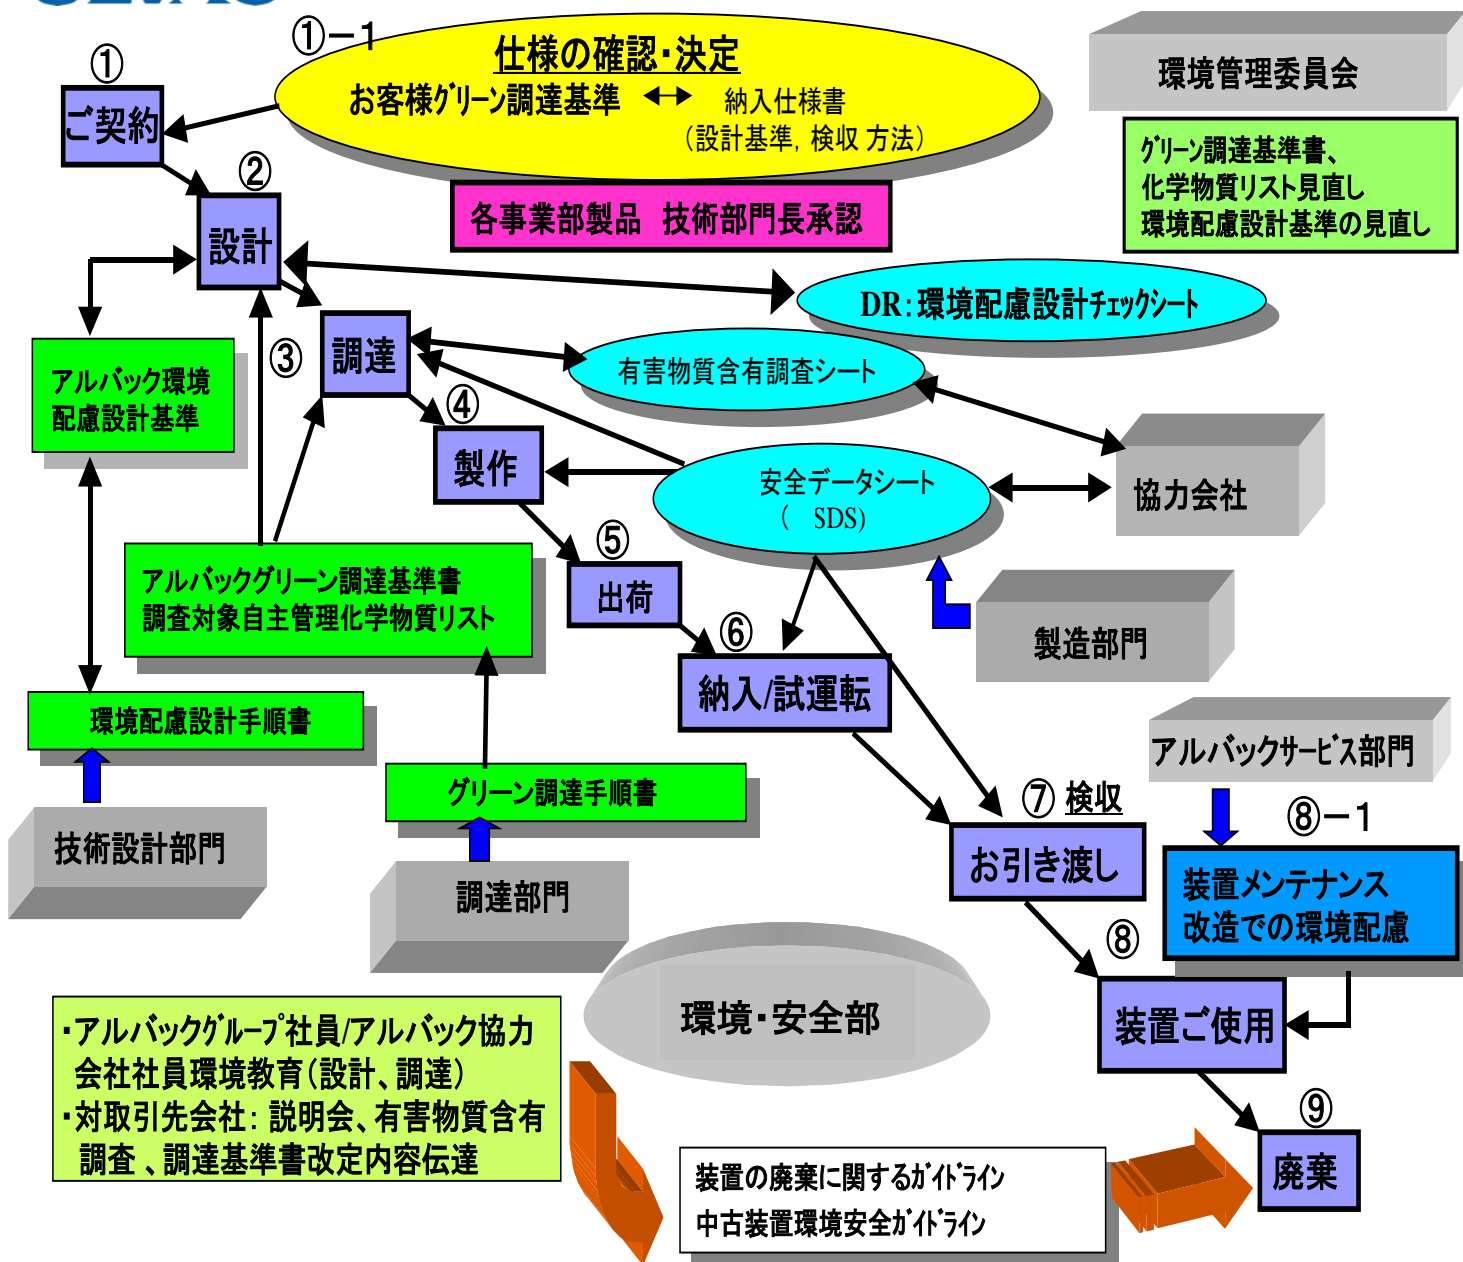 ①-1
仕様の確認・決定
お客様グリーン調達基準
納入仕様書
(設計基準, 検収 方法)
環境管理委員会
①
ご契約
グリーン調達基準書、
化学物質リスト見直し
環境配慮設計基準の見直し
②
設計
各事業部製品 技術部門長承認
DR:環境配慮設計チェックシート
③
調達
有害物質含有調査シート
アルバック環境
配慮設計基準
④
製作
安全データシート
( SDS)
協力会社
⑤
出荷
アルバックグリーン調達基準書
調査対象自主管理化学物質リスト
製造部門
⑥
納入/試運転
環境配慮設計手順書
アルバックサービス部門
グリーン調達手順書
⑦ 検収
お引き渡し
⑧-1
装置メンテナンス
改造での環境配慮
技術設計部門
調達部門
⑧
装置ご使用
環境・安全部
・アルバックグループ社員/アルバック協力
会社社員環境教育(設計、調達)
・対取引先会社: 説明会、有害物質含有
調査 、調達基準書改定内容伝達
⑨
廃棄
装置の廃棄に関するガイドライン
中古装置環境安全ガイドライン